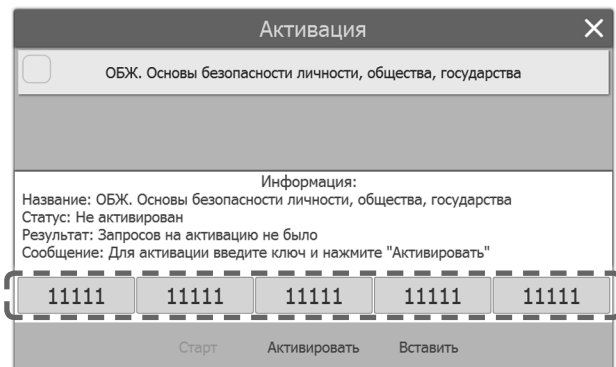 Активация
ОБЖ. Основы безопасности личности, общества, государства
Информация:
Название: ОБЖ. Основы безопасности личности, общества, государства
Статус: Не активирован
Результат: Запросов на активацию не было
Сообщение: Для активации введите ключ и нажмите "Активировать"
11111 11111 11111 11111 11111
Старт Активировать Вставить